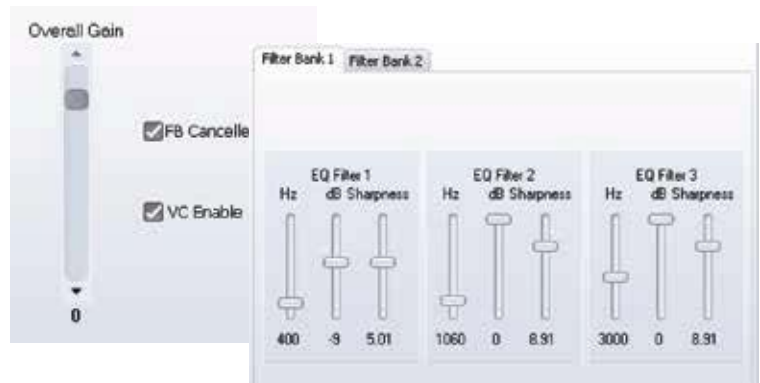 Overall Gain
FB Cancelle
VC Enable
0
Filter Bank 1 Filter Bank 2
EQ Filter 1 EQ Filter 2 EQ Filter 3
Hz dB Sharpness Hz dB Sharpness Hz dB Sharpness
400 -9 5.01 1060 0 8.91 3000 0 8.91